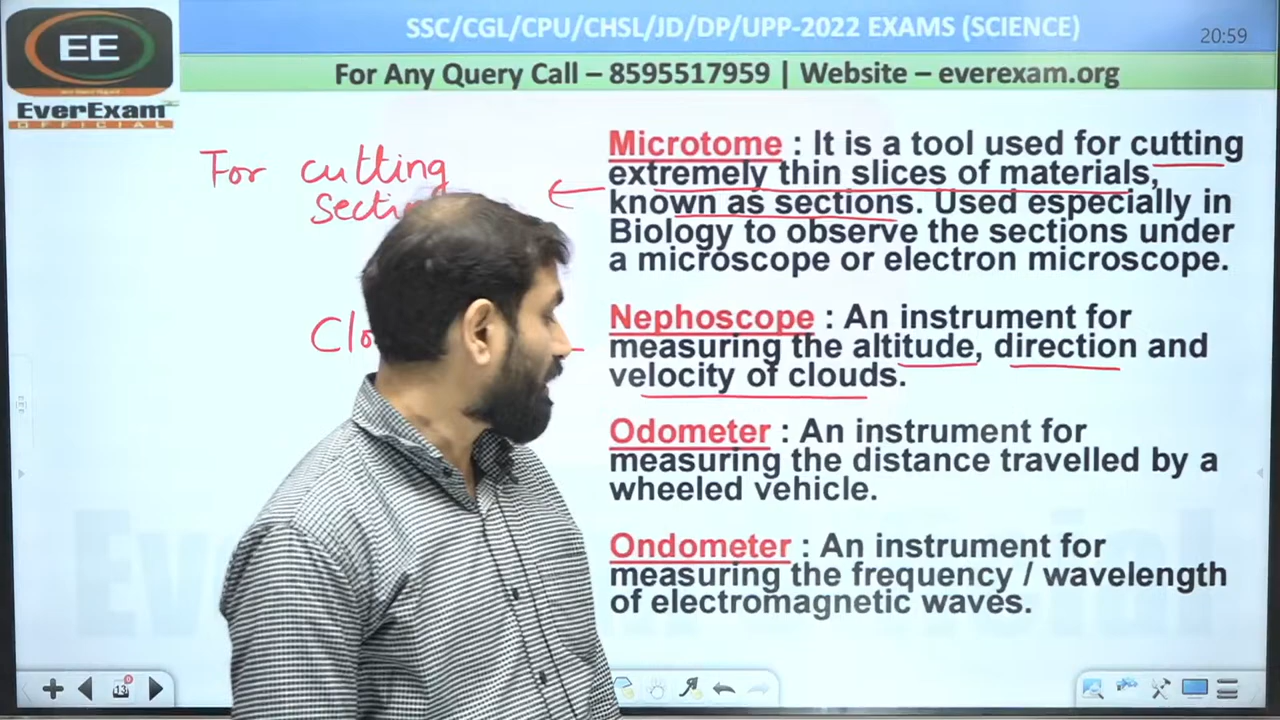 EE
EverExam
OFFICIAL
SSC/CGL/CPU/CHSL/JD/DP/UPP-2022 EXAMS (SCIENCE)
20:59
For Any Query Call – 8595517959 | Website – everexam.org
For cutting
Microtome : It is a tool used for cutting
extremely thin slices of materials,
known as sections. Used especially in
Biology to observe the sections under
a microscope or electron microscope.
Nephoscope : An instrument for
measuring the altitude, direction and
velocity of clouds.
Odometer : An instrument for
measuring the distance travelled by a
wheeled vehicle.
Ondometer : An instrument for
measuring the frequency / wavelength
of electromagnetic waves.
13